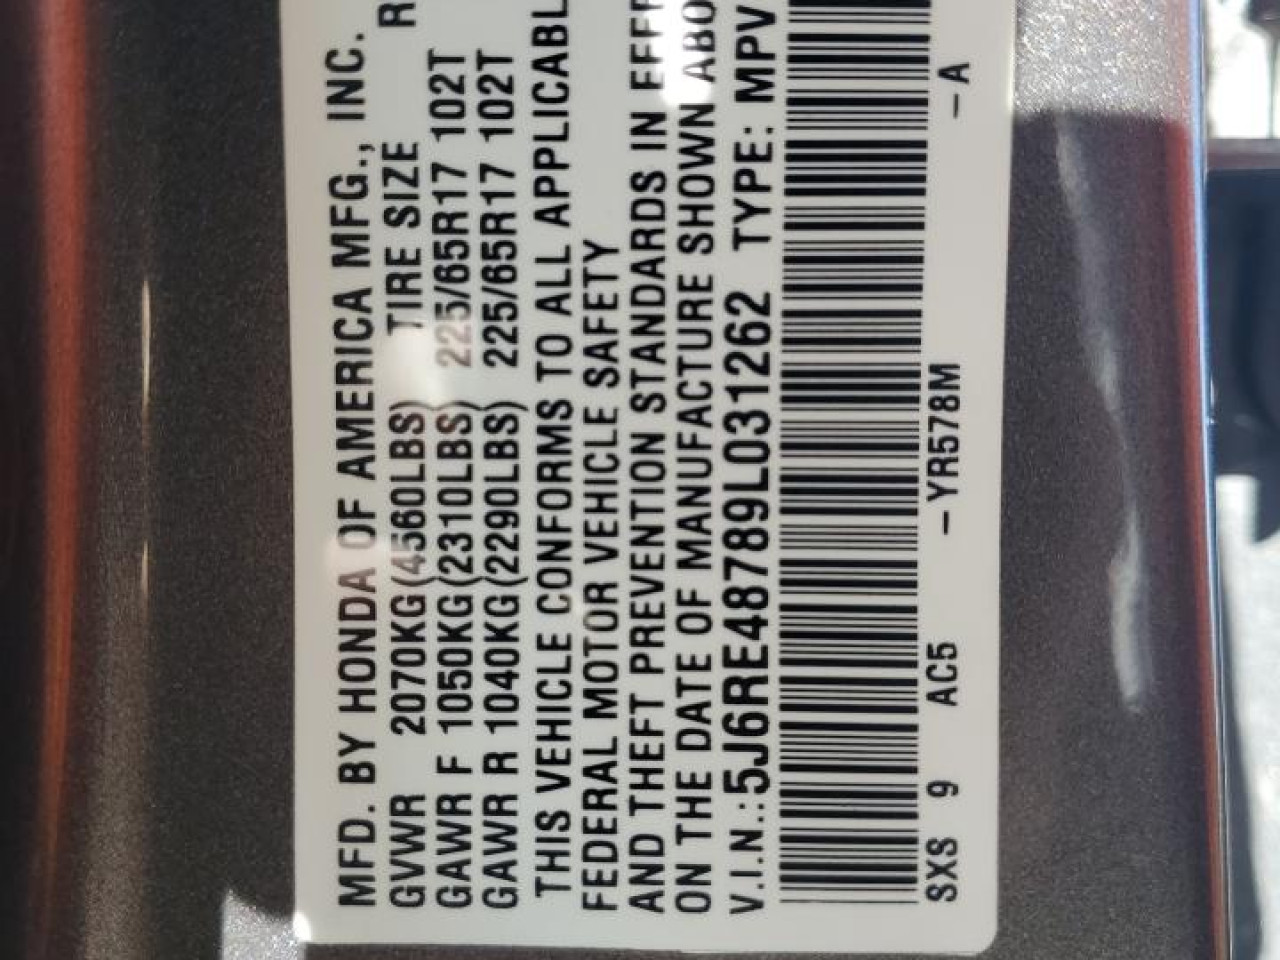 MFD. BY HONDA OF AMERICA MFG., INC.
GVWR 2070KG(4560LBS) TIRE SIZE R
GAWR F 1050KG(2310LBS) 225/65R17 102T
GAWR R 1040KG(2290LBS) 225/65R17 102T
THIS VEHICLE CONFORMS TO ALL APPLICABL
FEDERAL MOTOR VEHICLE SAFETY
AND THEFT PREVENTION STANDARDS IN EFF
ON THE DATE OF MANUFACTURE SHOWN ABO
V.I.N.:5J6RE48789L031262 TYPE: MPV
SXS 9 AC5 –YR578M –A